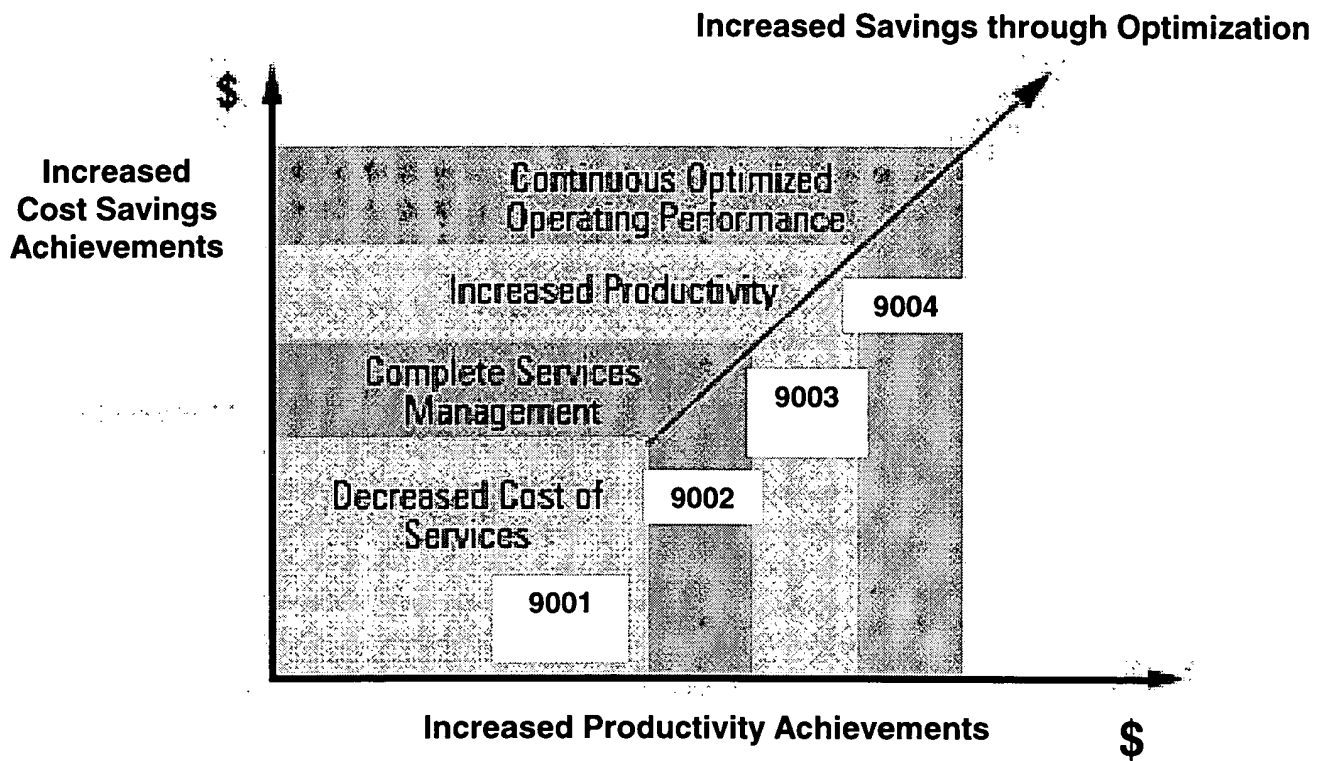 Increased Savings through Optimization
$
Increased
Cost Savings
Achievements
Continuous Optimized
Operating Performance
Increased Productivity
9004
Complete Services
Management
9003
Decreased Cost of
Services
9002
9001
Increased Productivity Achievements
$